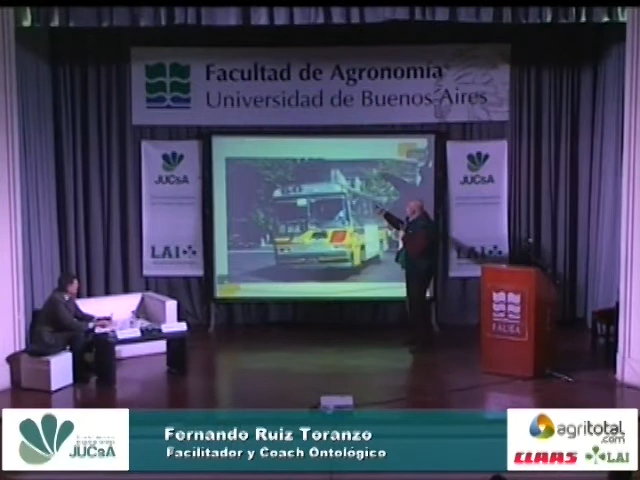 Facultad de Agronomía
Universidad de Buenos Aires
JUCsA
JUCsA
LAI
LAI
FAUBA
Fernando Ruiz Toranzo
Facilitador y Coach Ontológico
JUCsA
agritotal
.com
CLAAS
LAI